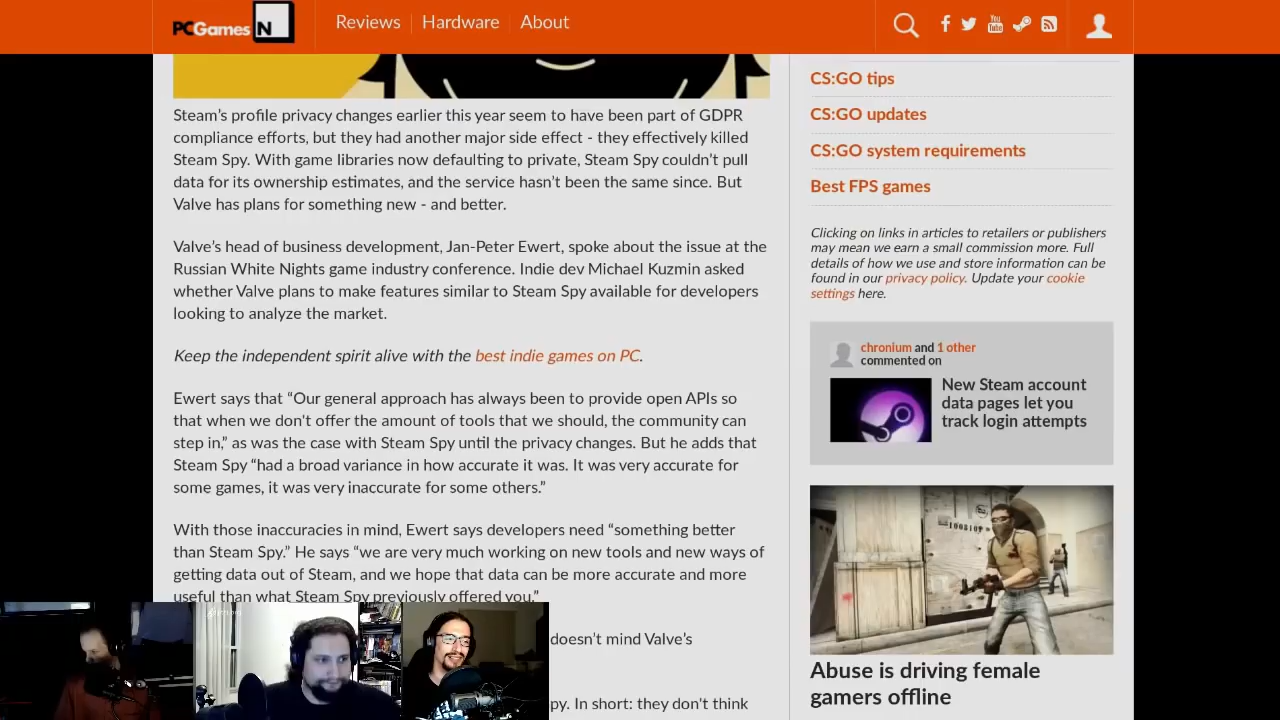 PCGamesN
Reviews
Hardware
About
Steam’s profile privacy changes earlier this year seem to have been part of GDPR
compliance efforts, but they had another major side effect - they effectively killed
Steam Spy. With game libraries now defaulting to private, Steam Spy couldn’t pull
data for its ownership estimates, and the service hasn’t been the same since. But
Valve has plans for something new - and better.
Valve’s head of business development, Jan-Peter Ewert, spoke about the issue at the
Russian White Nights game industry conference. Indie dev Michael Kuzmin asked
whether Valve plans to make features similar to Steam Spy available for developers
looking to analyze the market.
Keep the independent spirit alive with the best indie games on PC.
Ewert says that “Our general approach has always been to provide open APIs so
that when we don't offer the amount of tools that we should, the community can
step in,” as was the case with Steam Spy until the privacy changes. But he adds that
Steam Spy “had a broad variance in how accurate it was. It was very accurate for
some games, it was very inaccurate for some others.”
With those inaccuracies in mind, Ewert says developers need “something better
than Steam Spy.” He says “we are very much working on new tools and new ways of
getting data out of Steam, and we hope that data can be more accurate and more
useful than what Steam Spy previously offered you.”
doesn’t mind Valve’s
py. In short: they don't think
CS:GO tips
CS:GO updates
CS:GO system requirements
Best FPS games
Clicking on links in articles to retailers or publishers
may mean we earn a small commission more. Full
details of how we use and store information can be
found in our privacy policy. Update your cookie
settings here.
chronium and 1 other
commented on
New Steam account
data pages let you
track login attempts
Abuse is driving female
gamers offline